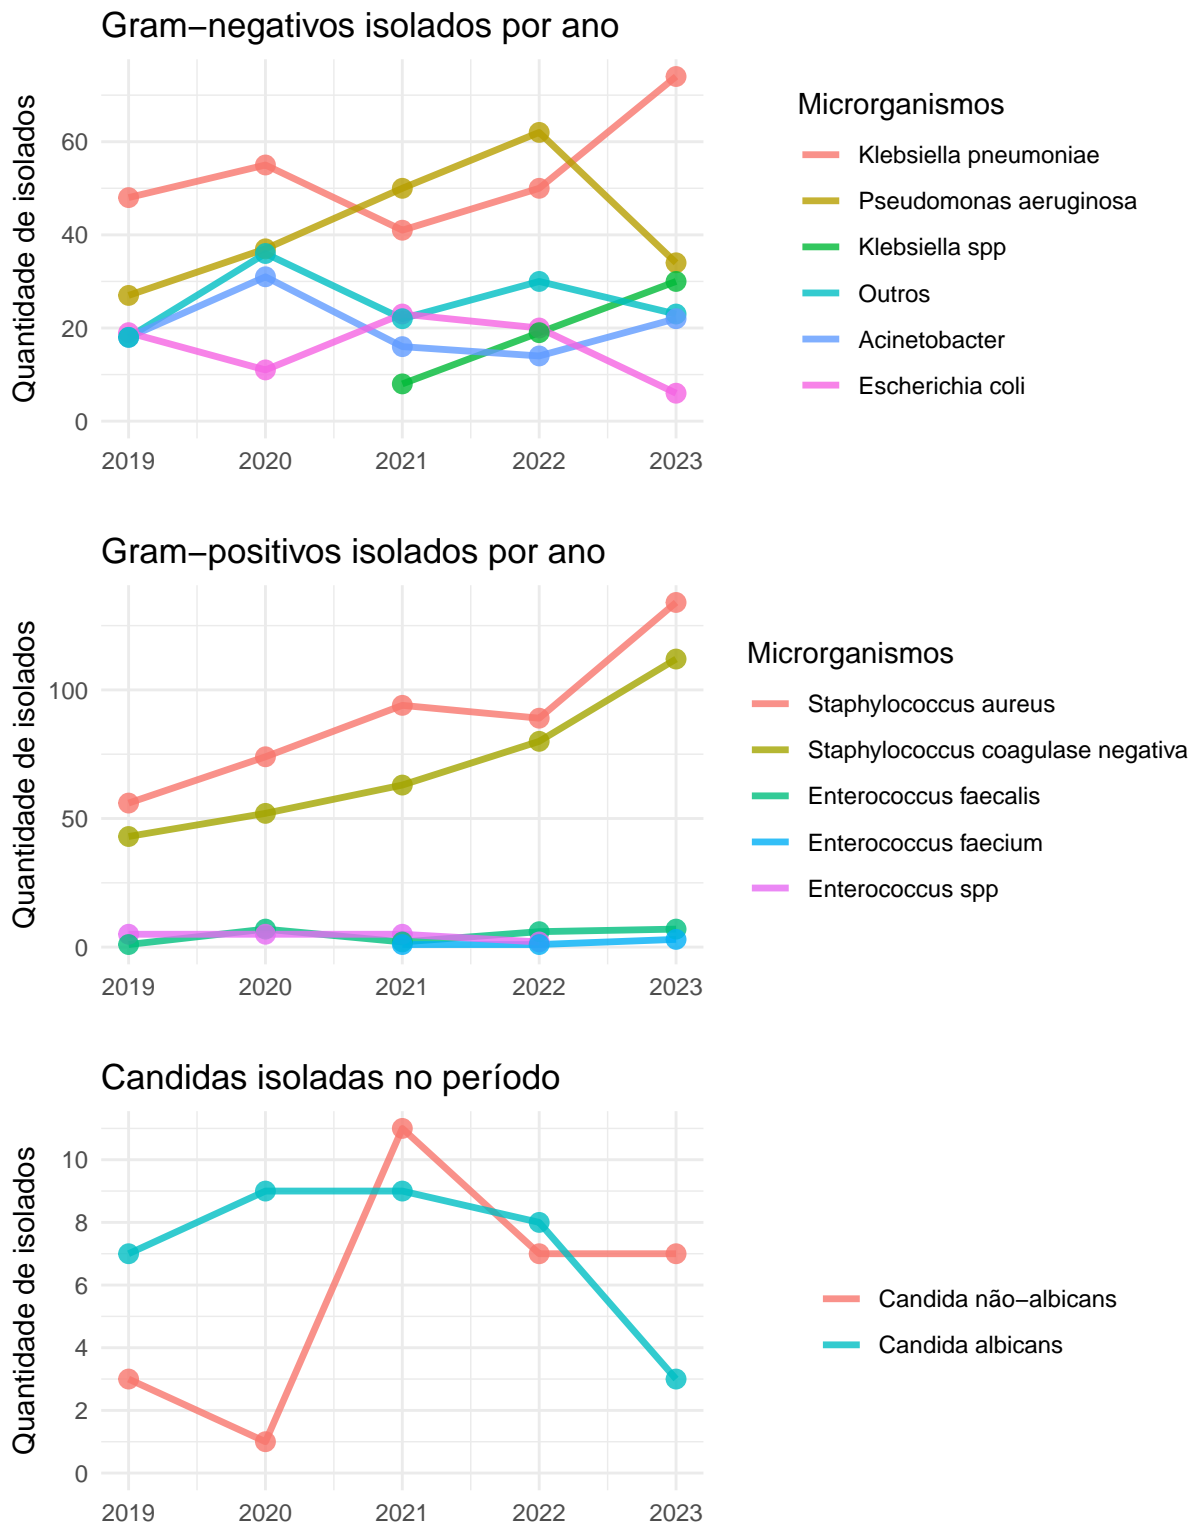 Gram−negativos isolados por ano
Quantidade de isolados
60
40
20
0
2019 2020 2021 2022 2023
Microrganismos
Klebsiella pneumoniae
Pseudomonas aeruginosa
Klebsiella spp
Outros
Acinetobacter
Escherichia coli
Gram−positivos isolados por ano
Quantidade de isolados
100
50
0
2019 2020 2021 2022 2023
Microrganismos
Staphylococcus aureus
Staphylococcus coagulase negativa
Enterococcus faecalis
Enterococcus faecium
Enterococcus spp
Candidas isoladas no período
Quantidade de isolados
10
8
6
4
2
0
2019 2020 2021 2022 2023
Candida não−albicans
Candida albicans